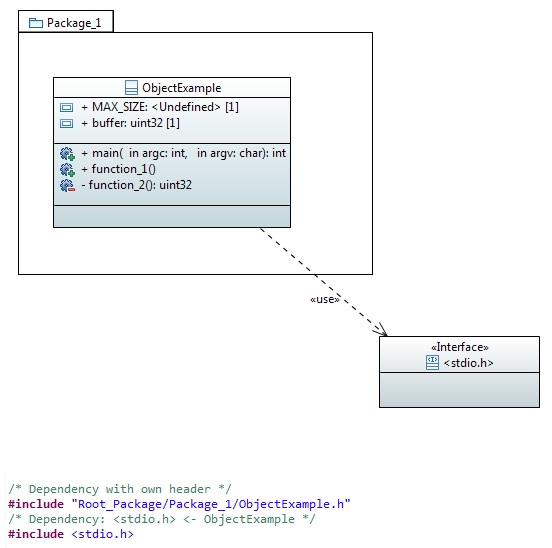 Package_1
ObjectExample
+ MAX_SIZE: <Undefined> [1]
+ buffer: uint32 [1]
+ main( in argc: int, in argv: char): int
+ function_1()
- function_2(): uint32
«use»
«Interface»
<stdio.h>
/* Dependency with own header */
#include "Root_Package/Package_1/ObjectExample.h"
/* Dependency: <stdio.h> <- ObjectExample */
#include <stdio.h>